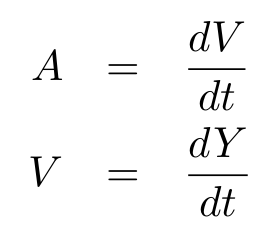 A = dV/dt
V = dY/dt